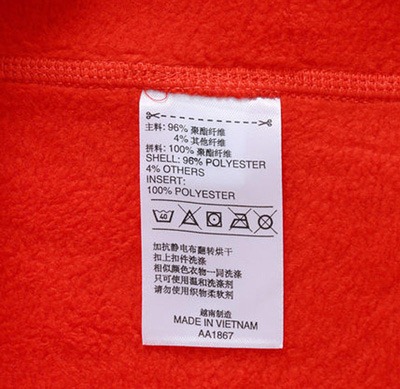 主料: 96% 聚酯纤维
4% 其他纤维
拼料: 100% 聚酯纤维
SHELL: 96% POLYESTER
4% OTHERS
INSERT:
100% POLYESTER
40
加抗静电布翻转烘干
扣上扣件洗涤
相似颜色衣物一同洗涤
只可使用温和洗涤剂
请勿使用织物柔软剂
越南制造
MADE IN VIETNAM
AA1867